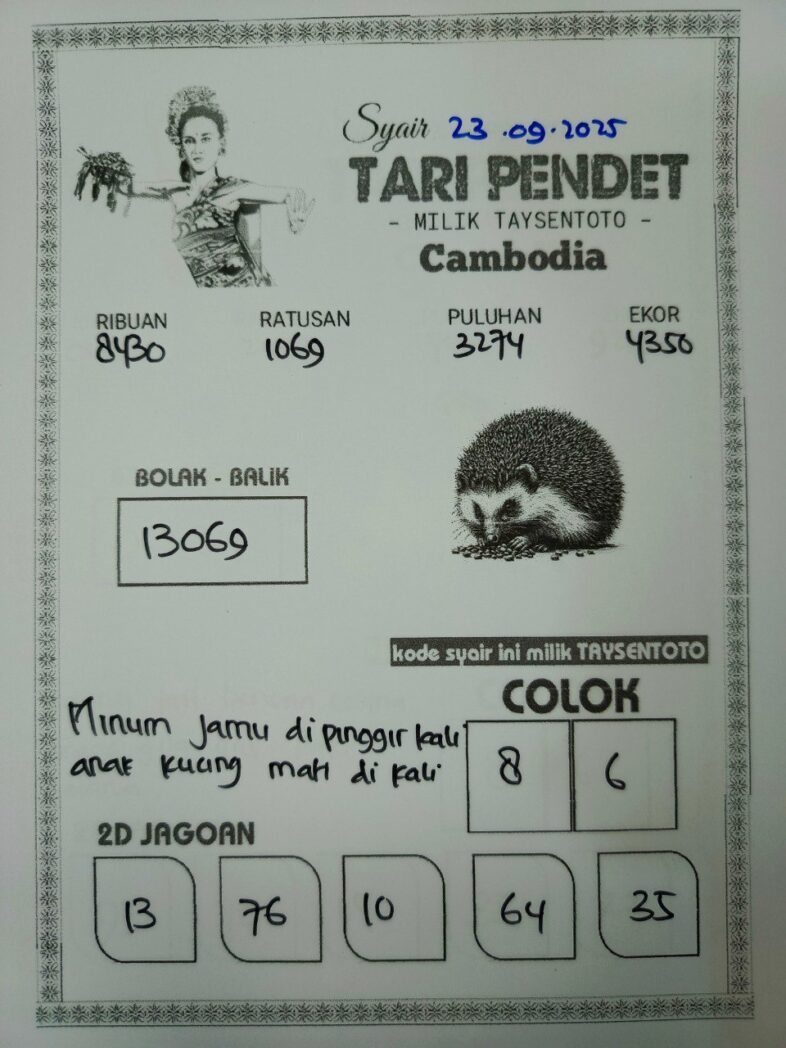 Syair 23.09.2025
TARI PENDET
- MILIK TAYSENTOTO -
Cambodia
RIBUAN RATUSAN PULUHAN EKOR
8430 1069 3274 4350
BOLAK - BALIK
13069
kode syair ini milik TAYSENTOTO
COLOK
8 6
Minum jamu di pinggir kali
anak kucing mati di kali
2D JAGOAN
13 76 10 64 35